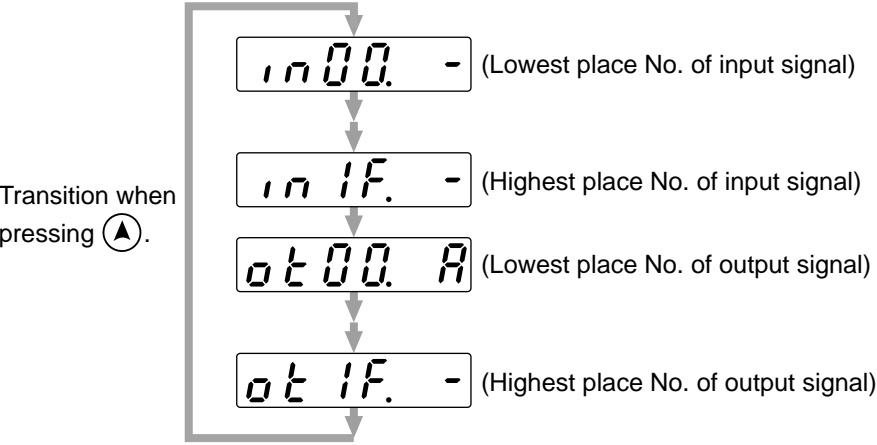 in00. - (Lowest place No. of input signal)
in1F. - (Highest place No. of input signal)
Transition when
pressing .
ot00. A (Lowest place No. of output signal)
ot1F. - (Highest place No. of output signal)